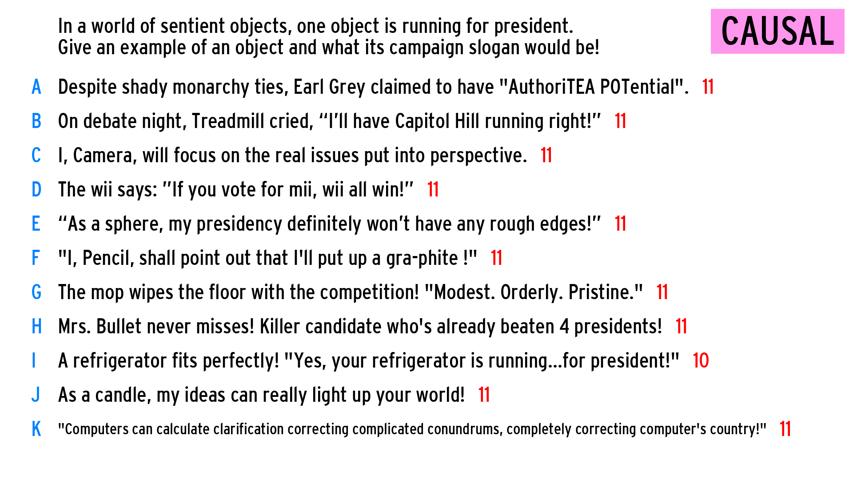 In a world of sentient objects, one object is running for president.
Give an example of an object and what its campaign slogan would be!
CAUSAL
A Despite shady monarchy ties, Earl Grey claimed to have "AuthoriTEA POTential". 11
B On debate night, Treadmill cried, “I’ll have Capitol Hill running right!” 11
C I, Camera, will focus on the real issues put into perspective. 11
D The wii says: ”If you vote for mii, wii all win!” 11
E “As a sphere, my presidency definitely won’t have any rough edges!” 11
F "I, Pencil, shall point out that I'll put up a gra-phite !" 11
G The mop wipes the floor with the competition! "Modest. Orderly. Pristine." 11
H Mrs. Bullet never misses! Killer candidate who's already beaten 4 presidents! 11
I A refrigerator fits perfectly! "Yes, your refrigerator is running...for president!" 10
J As a candle, my ideas can really light up your world! 11
K "Computers can calculate clarification correcting complicated conundrums, completely correcting computer's country!" 11